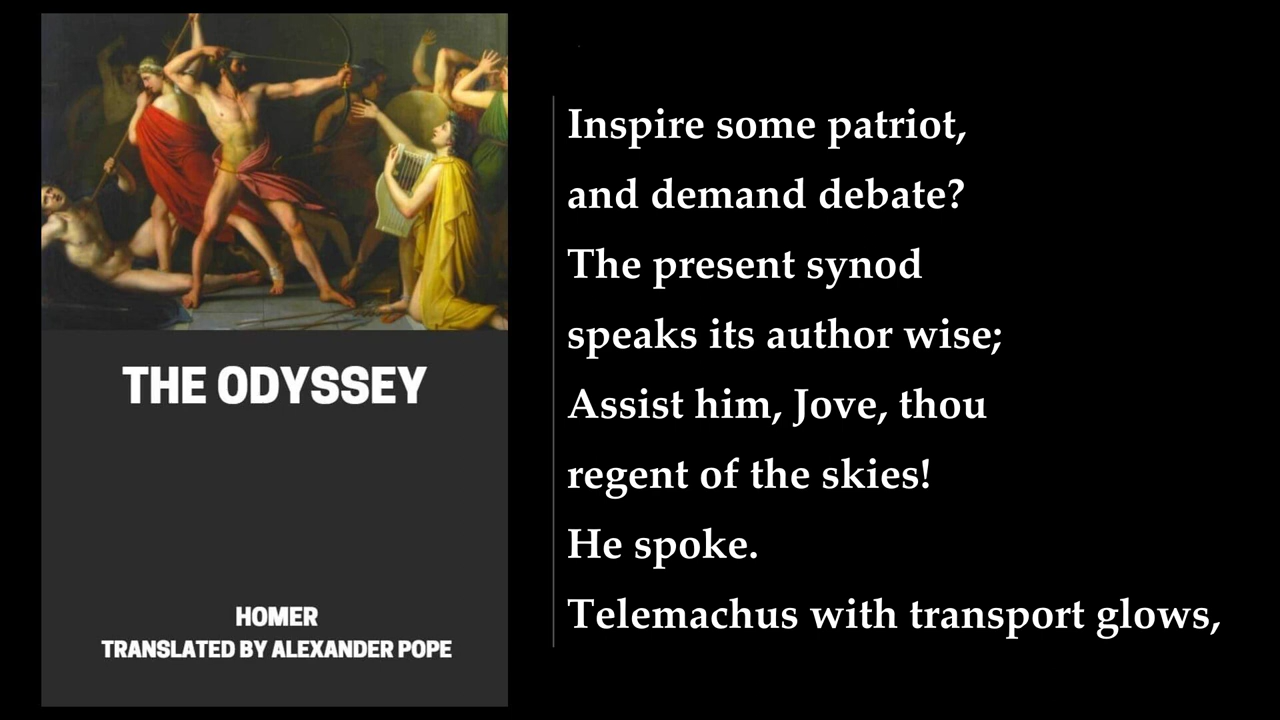 THE ODYSSEY
HOMER
TRANSLATED BY ALEXANDER POPE
Inspire some patriot,
and demand debate?
The present synod
speaks its author wise;
Assist him, Jove, thou
regent of the skies!
He spoke.
Telemachus with transport glows,